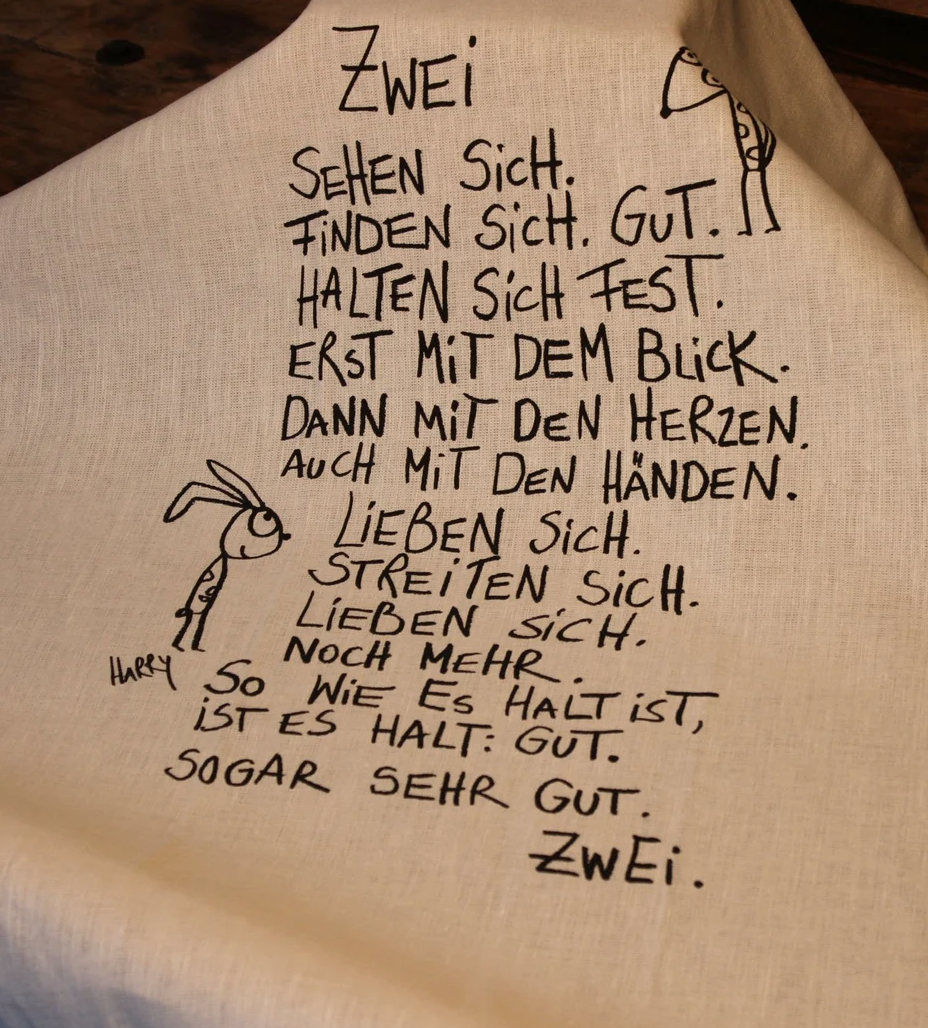 ZWEi
SEHEN SiCH.
FiNDEN SiCH. GUT.
HALTEN SiCH FEST.
ERST MiT DEM BLiCK.
DANN MiT DEN HERZEN.
AUCH MiT DEN HÄNDEN.
LiEBEN SiCH.
STREiTEN SiCH.
LiEBEN SiCH.
NOCH MEHR.
HURRY
SO WiE ES HALT iST,
iST ES HALT: GUT.
SOGAR SEHR GUT.
ZWEi.